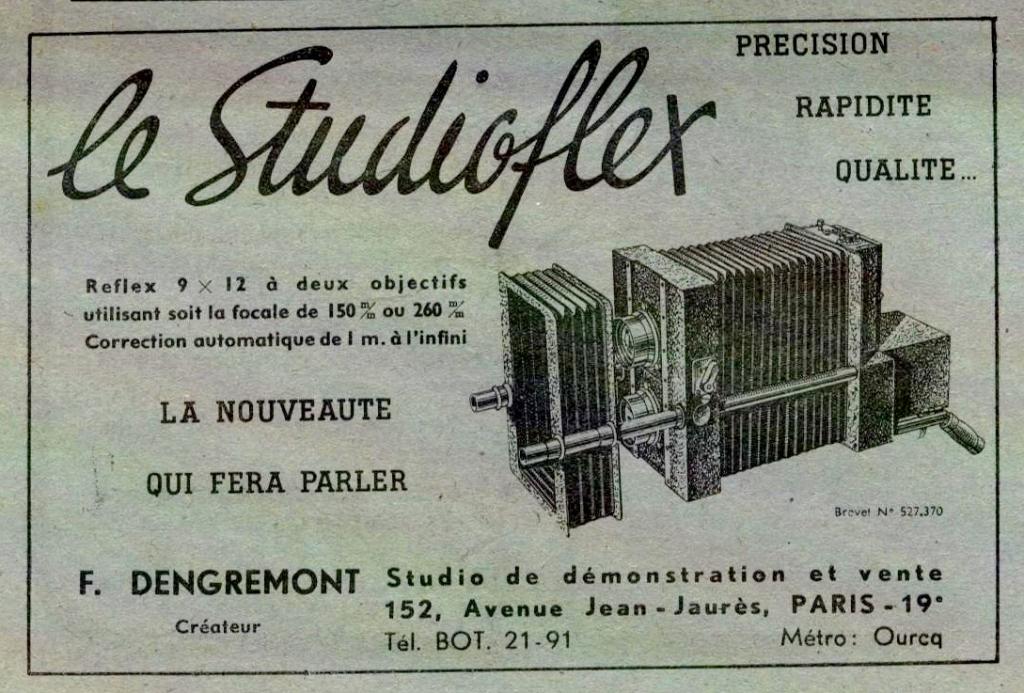 le Studioflex
PRECISION
RAPIDITE
QUALITE...
Reflex 9 × 12 à deux objectifs
utilisant soit la focale de 150 m/m ou 260 m/m
Correction automatique de 1 m. à l'infini
LA NOUVEAUTE
QUI FERA PARLER
Brevet N° 527.370
F. DENGREMONT
Créateur
Studio de démonstration et vente
152, Avenue Jean-Jaurès, PARIS-19°
Tél. BOT. 21-91 Métro: Ourcq